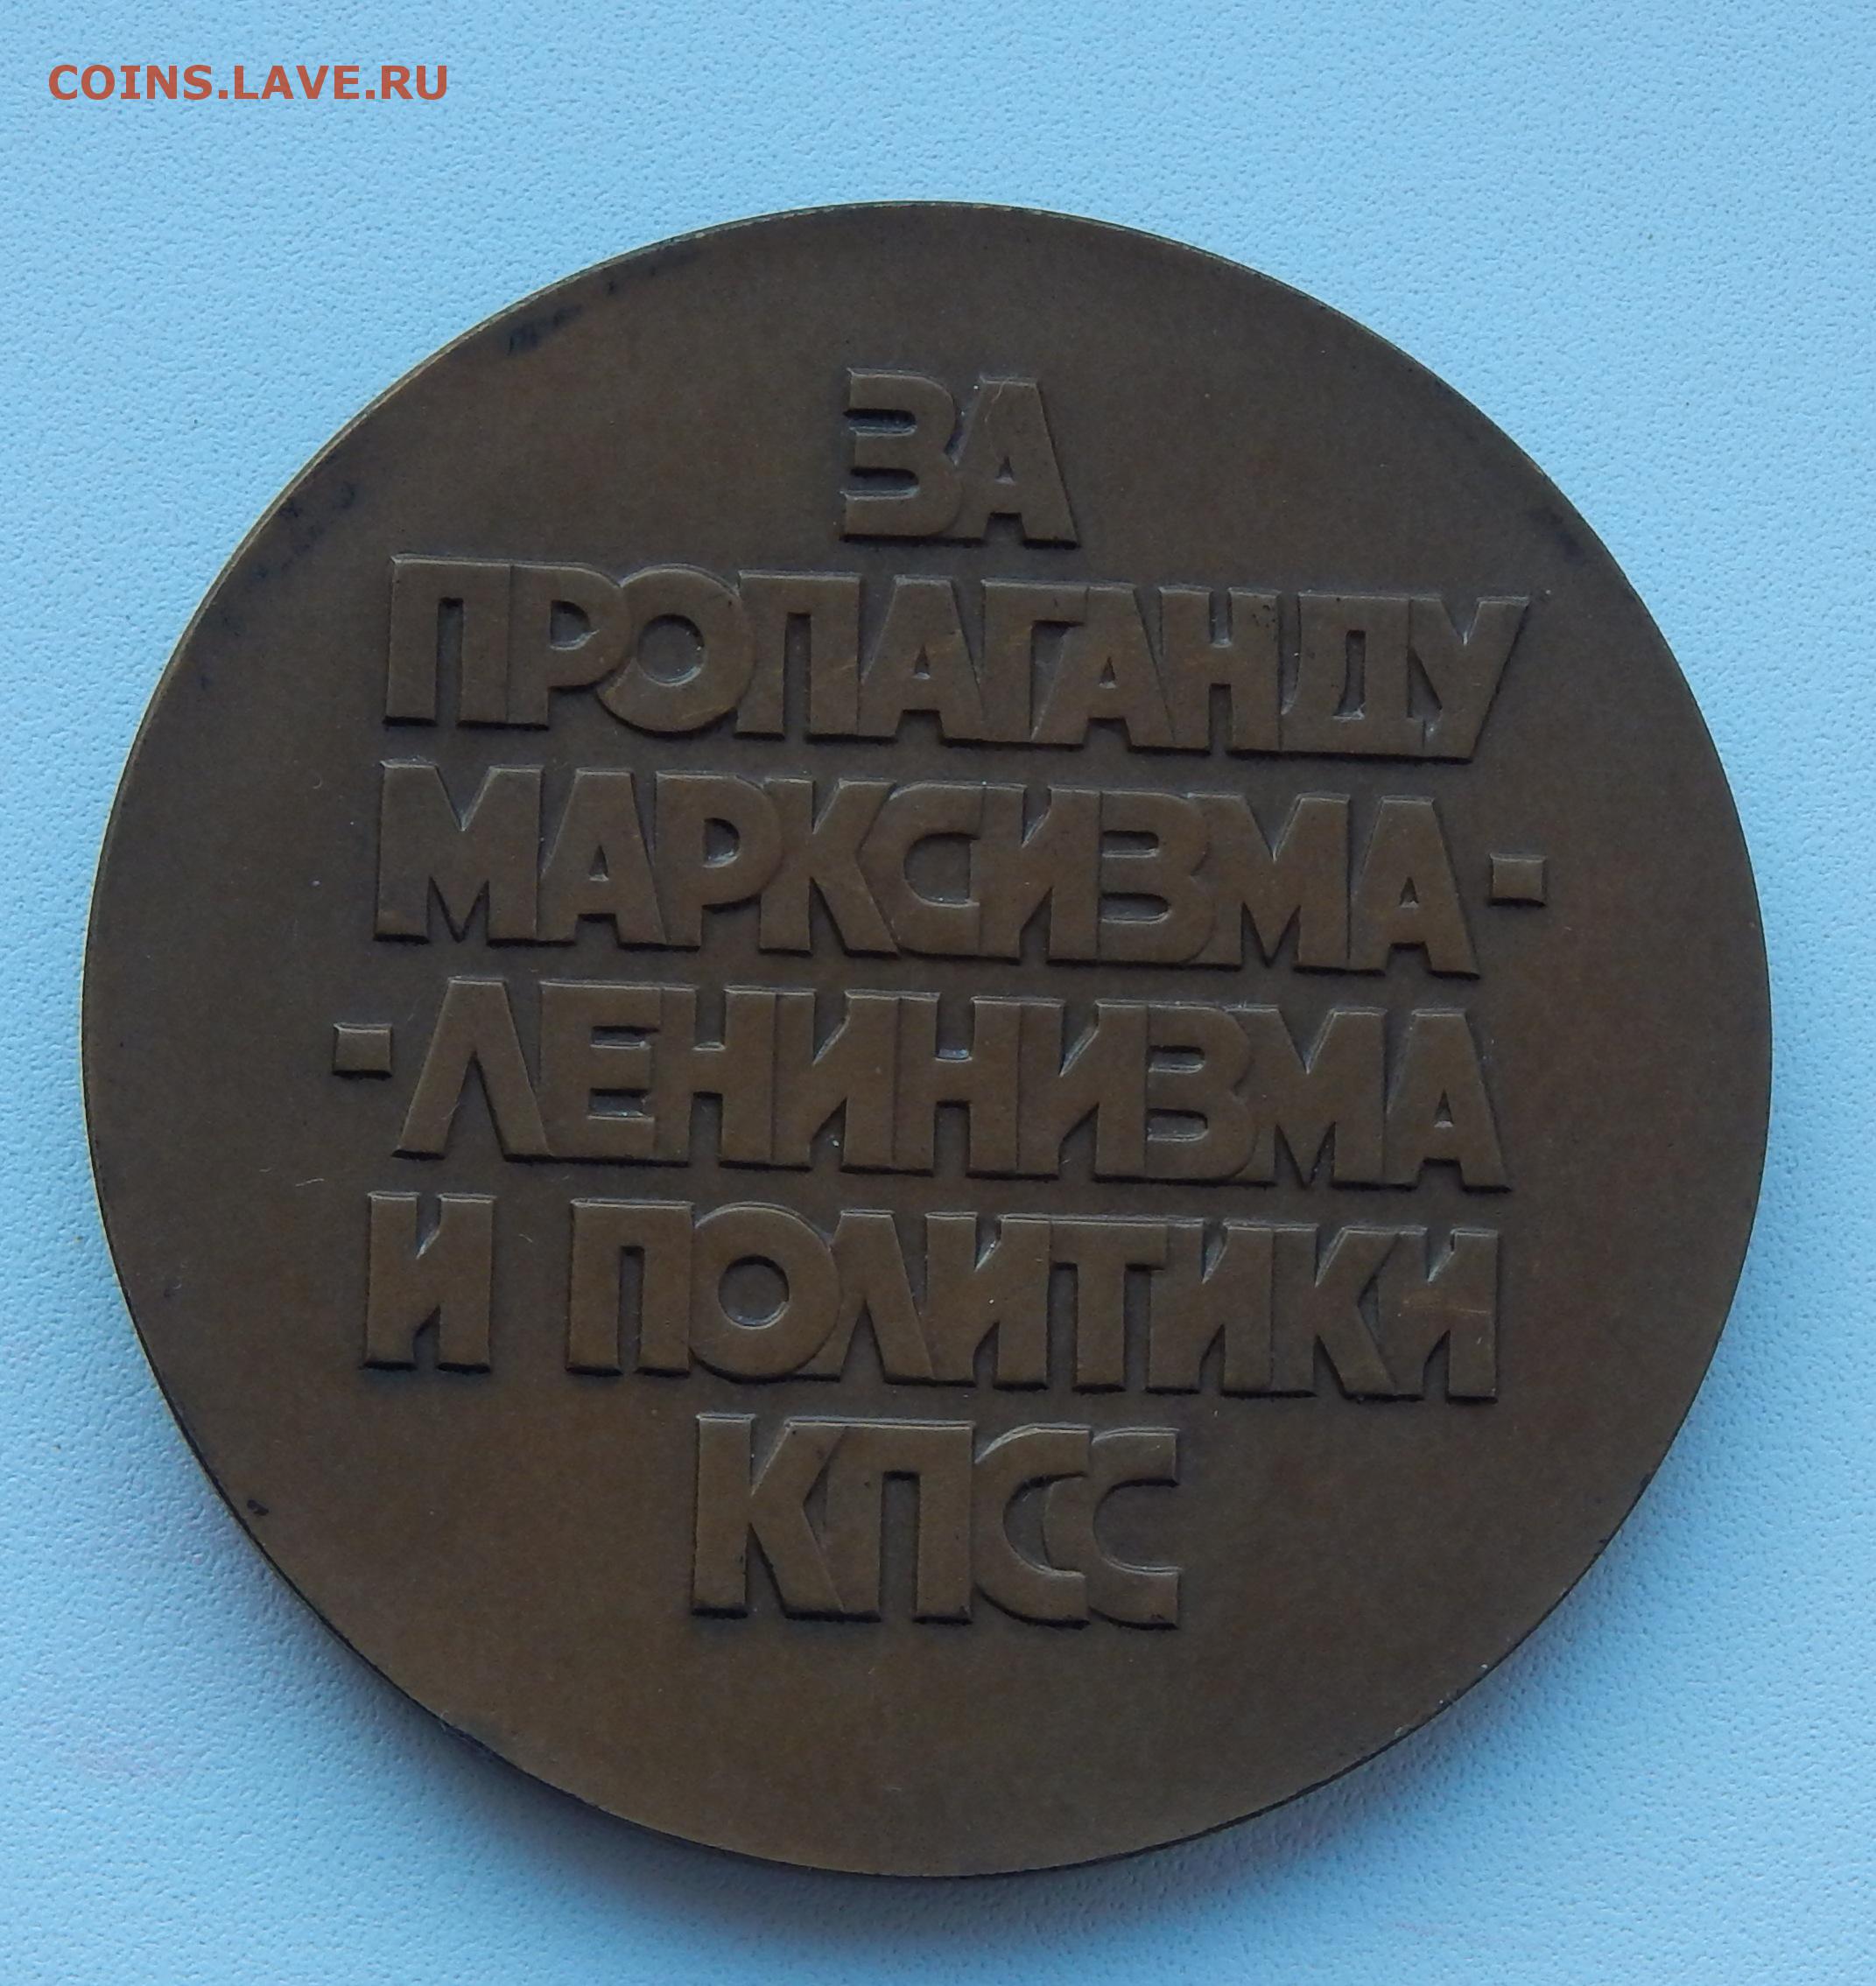 COINS.LAVE.RU
ЗА
ПРОПАГАНДУ
МАРКСИЗМА-
-ЛЕНИНИЗМА
И ПОЛИТИКИ
КПСС